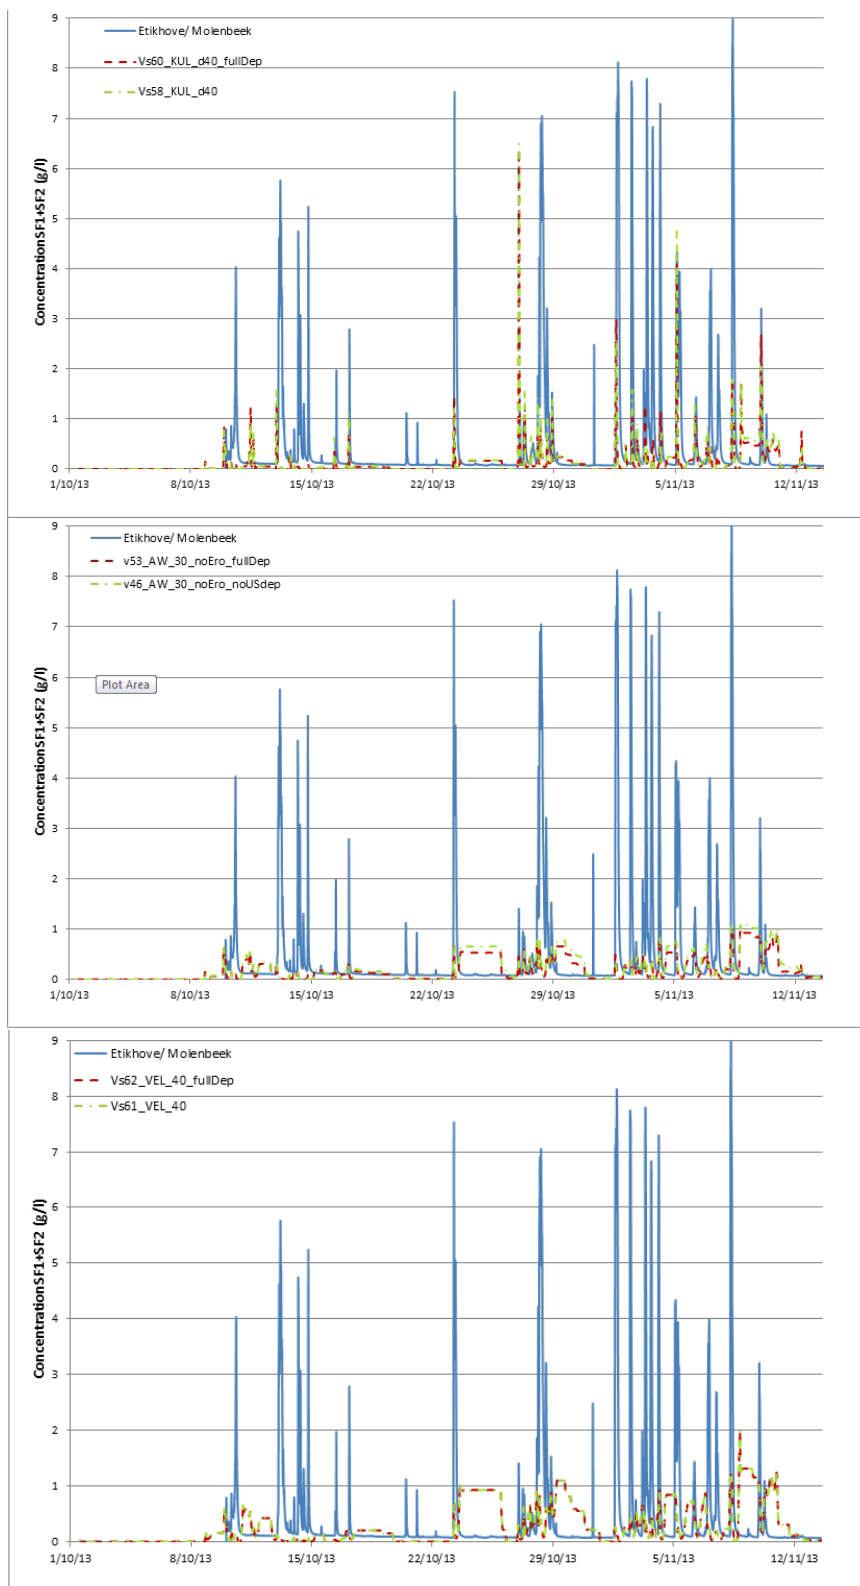 9
Etikhove/ Molenbeek
8
Vs60_KUL_d40_fullDep
Vs58_KUL_d40
7
6
5
4
3
2
1
0
ConcentrationSF1+SF2 (g/l)
1/10/13 8/10/13 15/10/13 22/10/13 29/10/13 5/11/13 12/11/13
9
Etikhove/ Molenbeek
v53_AW_30_noEro_fullDep
8
v46_AW_30_noEro_noUSdep
7
6
Plot Area
5
4
3
2
1
0
ConcentrationSF1+SF2 (g/l)
1/10/13 8/10/13 15/10/13 22/10/13 29/10/13 5/11/13 12/11/13
9
Etikhove/ Molenbeek
Vs62_VEL_40_fullDep
8
Vs61_VEL_40
7
6
5
4
3
2
1
0
ConcentrationSF1+SF2 (g/l)
1/10/13 8/10/13 15/10/13 22/10/13 29/10/13 5/11/13 12/11/13